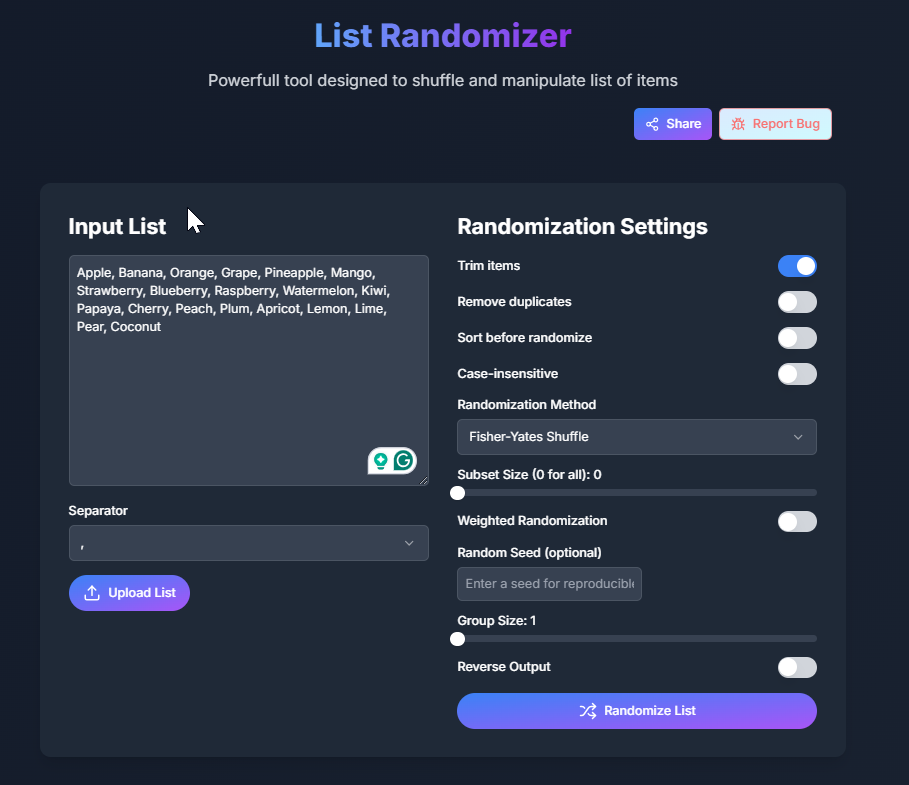 List Randomizer
Powerfull tool designed to shuffle and manipulate list of items
Share
Report Bug
Input List
Apple, Banana, Orange, Grape, Pineapple, Mango,
Strawberry, Blueberry, Raspberry, Watermelon, Kiwi,
Papaya, Cherry, Peach, Plum, Apricot, Lemon, Lime,
Pear, Coconut
Separator
,
Upload List
Randomization Settings
Trim items
Remove duplicates
Sort before randomize
Case-insensitive
Randomization Method
Fisher-Yates Shuffle
Subset Size (0 for all): 0
Weighted Randomization
Random Seed (optional)
Enter a seed for reproducibl
Group Size: 1
Reverse Output
Randomize List